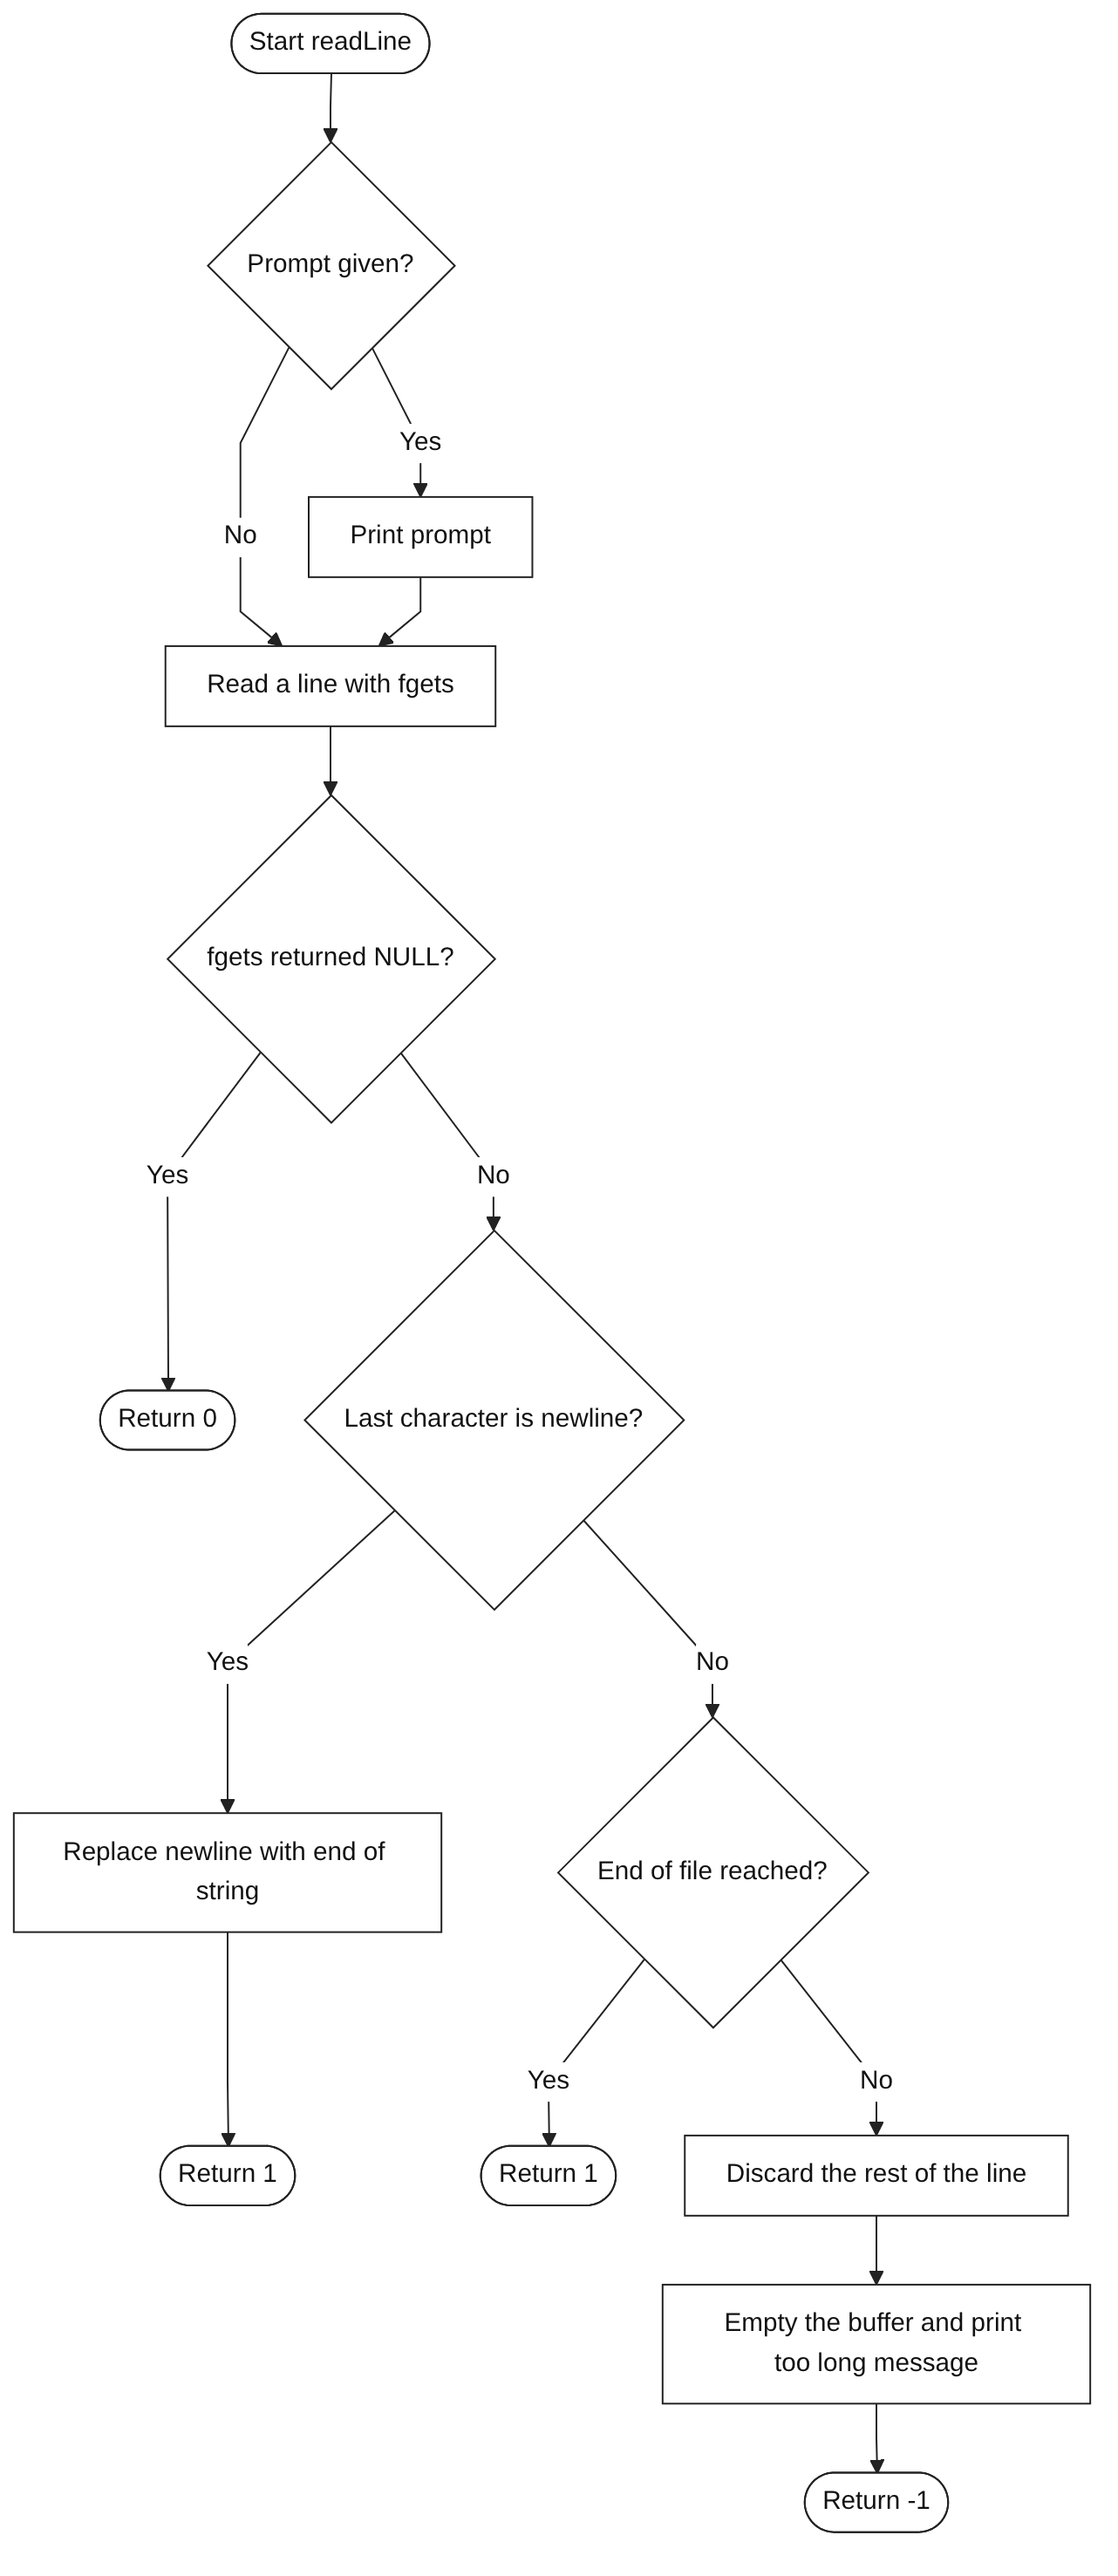 Start readLine
Prompt given?
Yes
No
Print prompt
Read a line with fgets
fgets returned NULL?
Yes
No
Return 0
Last character is newline?
Yes
No
Replace newline with end of
string
End of file reached?
Yes
No
Return 1
Return 1
Discard the rest of the line
Empty the buffer and print
too long message
Return -1